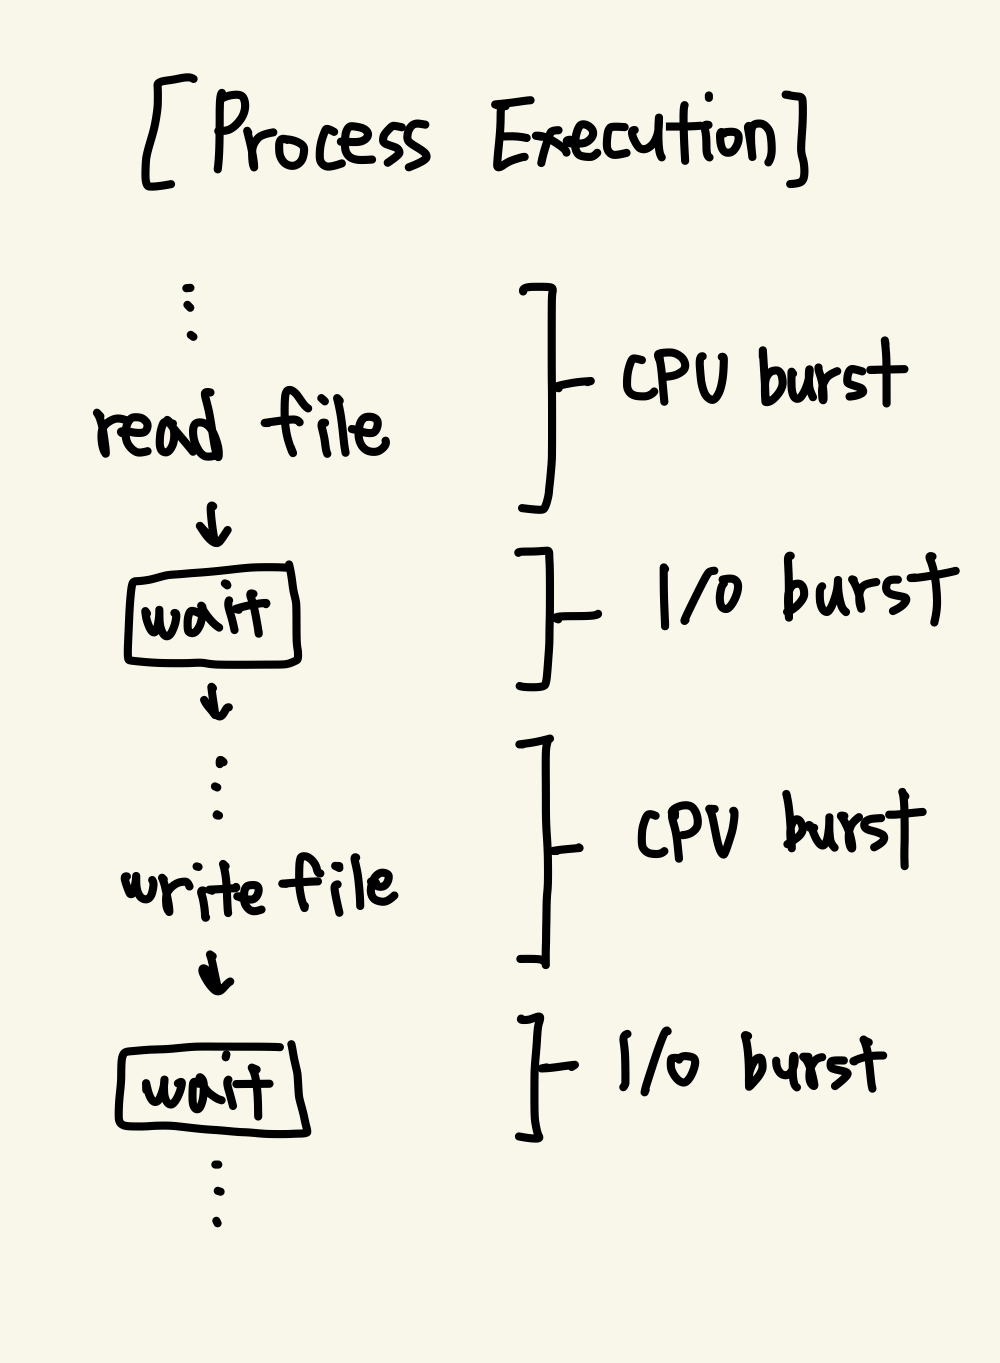 [Process Execution]
⋮
CPU burst
read file
↓
wait
I/O burst
↓
⋮
CPU burst
write file
↓
wait
I/O burst
⋮